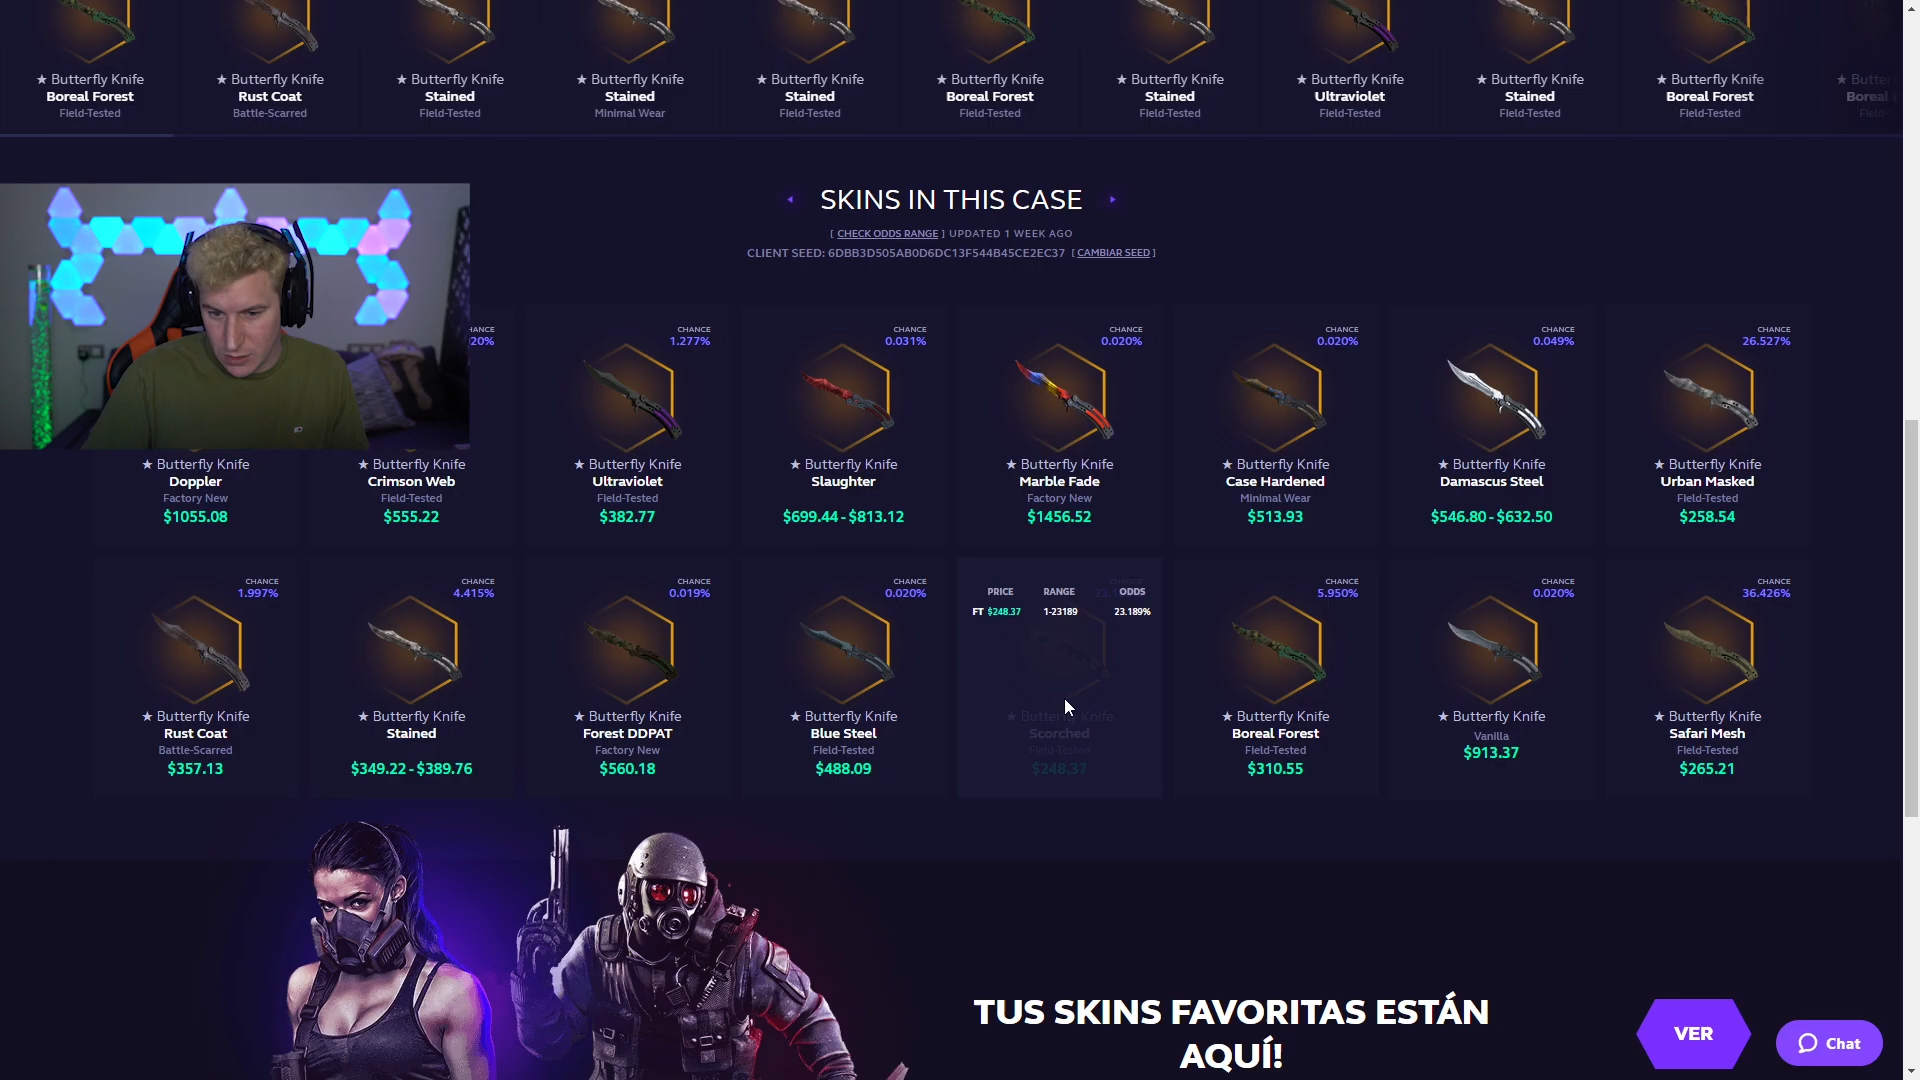 ★ Butterfly Knife
Boreal Forest
Field-Tested
★ Butterfly Knife
Rust Coat
Battle-Scarred
★ Butterfly Knife
Stained
Field-Tested
★ Butterfly Knife
Stained
Minimal Wear
★ Butterfly Knife
Stained
Field-Tested
★ Butterfly Knife
Boreal Forest
Field-Tested
★ Butterfly Knife
Stained
Field-Tested
★ Butterfly Knife
Ultraviolet
Field-Tested
★ Butterfly Knife
Stained
Field-Tested
★ Butterfly Knife
Boreal Forest
Field-Tested
★ Butter
Boreal
Field-
SKINS IN THIS CASE
[ CHECK ODDS RANGE ] UPDATED 1 WEEK AGO
CLIENT SEED: 6DBB3D505AB0D6DC13F544B45CE2EC37 [ CAMBIAR SEED ]
★ Butterfly Knife
Doppler
Factory New
$1055.08
HANCE
20%
★ Butterfly Knife
Crimson Web
Field-Tested
$555.22
CHANCE
1.277%
★ Butterfly Knife
Ultraviolet
Field-Tested
$382.77
CHANCE
0.031%
★ Butterfly Knife
Slaughter
$699.44 - $813.12
CHANCE
0.020%
★ Butterfly Knife
Marble Fade
Factory New
$1456.52
CHANCE
0.020%
★ Butterfly Knife
Case Hardened
Minimal Wear
$513.93
CHANCE
0.049%
★ Butterfly Knife
Damascus Steel
$546.80 - $632.50
CHANCE
26.527%
★ Butterfly Knife
Urban Masked
Field-Tested
$258.54
CHANCE
1.997%
★ Butterfly Knife
Rust Coat
Battle-Scarred
$357.13
CHANCE
4.415%
★ Butterfly Knife
Stained
$349.22 - $389.76
CHANCE
0.019%
★ Butterfly Knife
Forest DDPAT
Factory New
$560.18
CHANCE
0.020%
★ Butterfly Knife
Blue Steel
Field-Tested
$488.09
PRICE RANGE ODDS
FT $248.37 1-23189 23.189%
★ Butterfly Knife
Scorched
Field-Tested
$248.37
CHANCE
5.950%
★ Butterfly Knife
Boreal Forest
Field-Tested
$310.55
CHANCE
0.020%
★ Butterfly Knife
Vanilla
$913.37
CHANCE
36.426%
★ Butterfly Knife
Safari Mesh
Field-Tested
$265.21
TUS SKINS FAVORITAS ESTÁN
AQUÍ!
VER
Chat